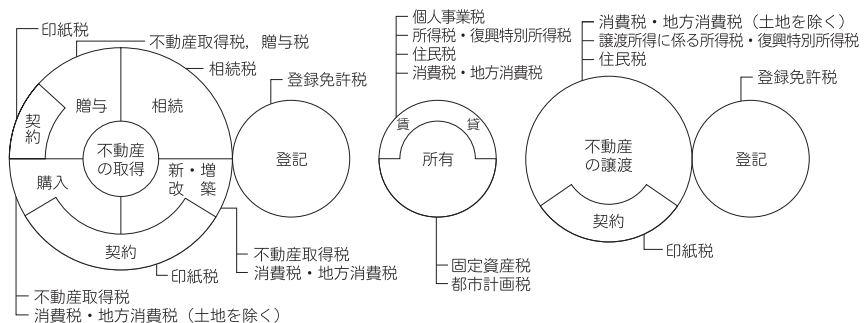 印紙税
不動産取得税，贈与税
相続税
登録免許税
契約
贈与
相続
不動産
の取得
購入
新・増
改　築
契約
登記
不動産取得税
消費税・地方消費税
印紙税
不動産取得税
消費税・地方消費税（土地を除く）
個人事業税
所得税・復興特別所得税
住民税
消費税・地方消費税
賃　貸
所有
固定資産税
都市計画税
消費税・地方消費税（土地を除く）
譲渡所得に係る所得税・復興特別所得税
住民税
登録免許税
不動産
の譲渡
契約
登記
印紙税